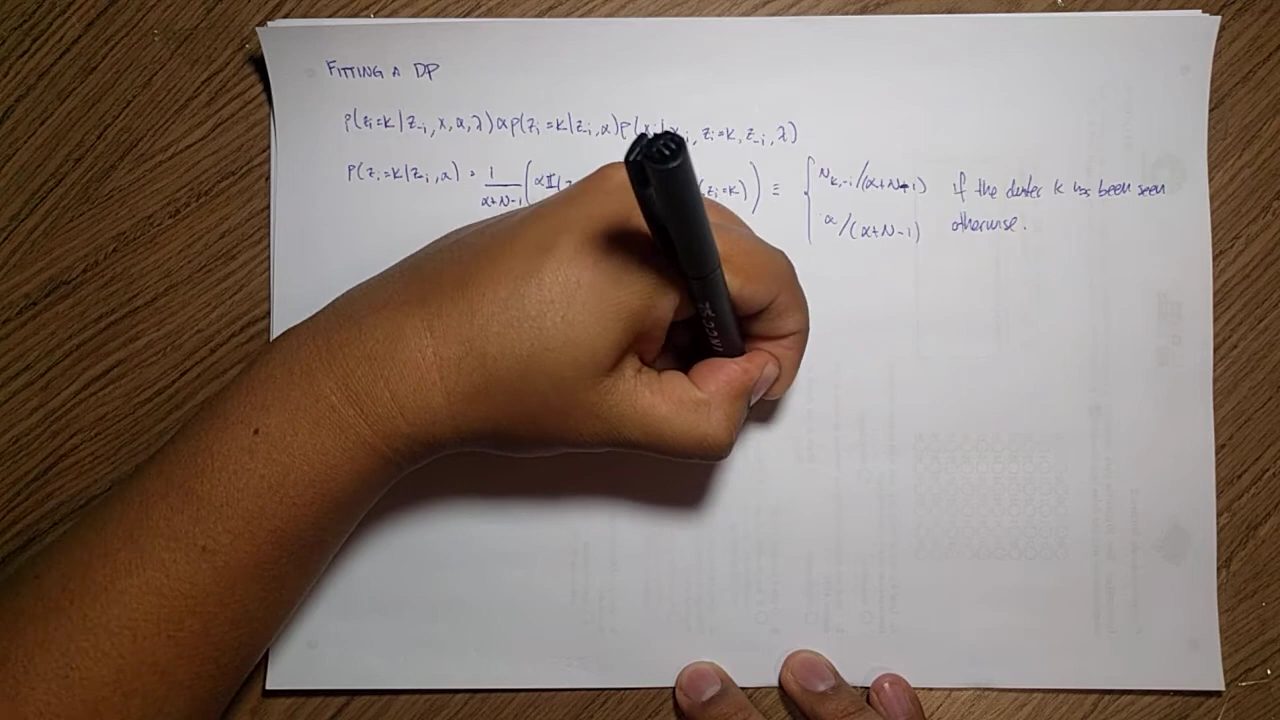 FITTING A DP
p(zᵢ=k|z₋ᵢ, x, α, λ) ∝ p(zᵢ=k|z₋ᵢ, α) p(xᵢ|x₋ᵢ, zᵢ=k, z₋ᵢ, λ)
p(zᵢ=k|z₋ᵢ, α) = 1/(α+N-1) (α𝕀(z (zᵢ=k)) ≡ { N_{k,-i}/(α+N-1) if the cluster k has been seen
α/(α+N-1) otherwise.